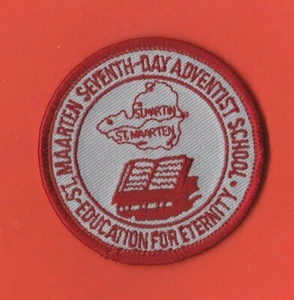 ST. MAARTEN SEVENTH-DAY ADVENTIST SCHOOL
ST.MARTIN
ST.MAARTEN
-EDUCATION FOR ETERNITY-